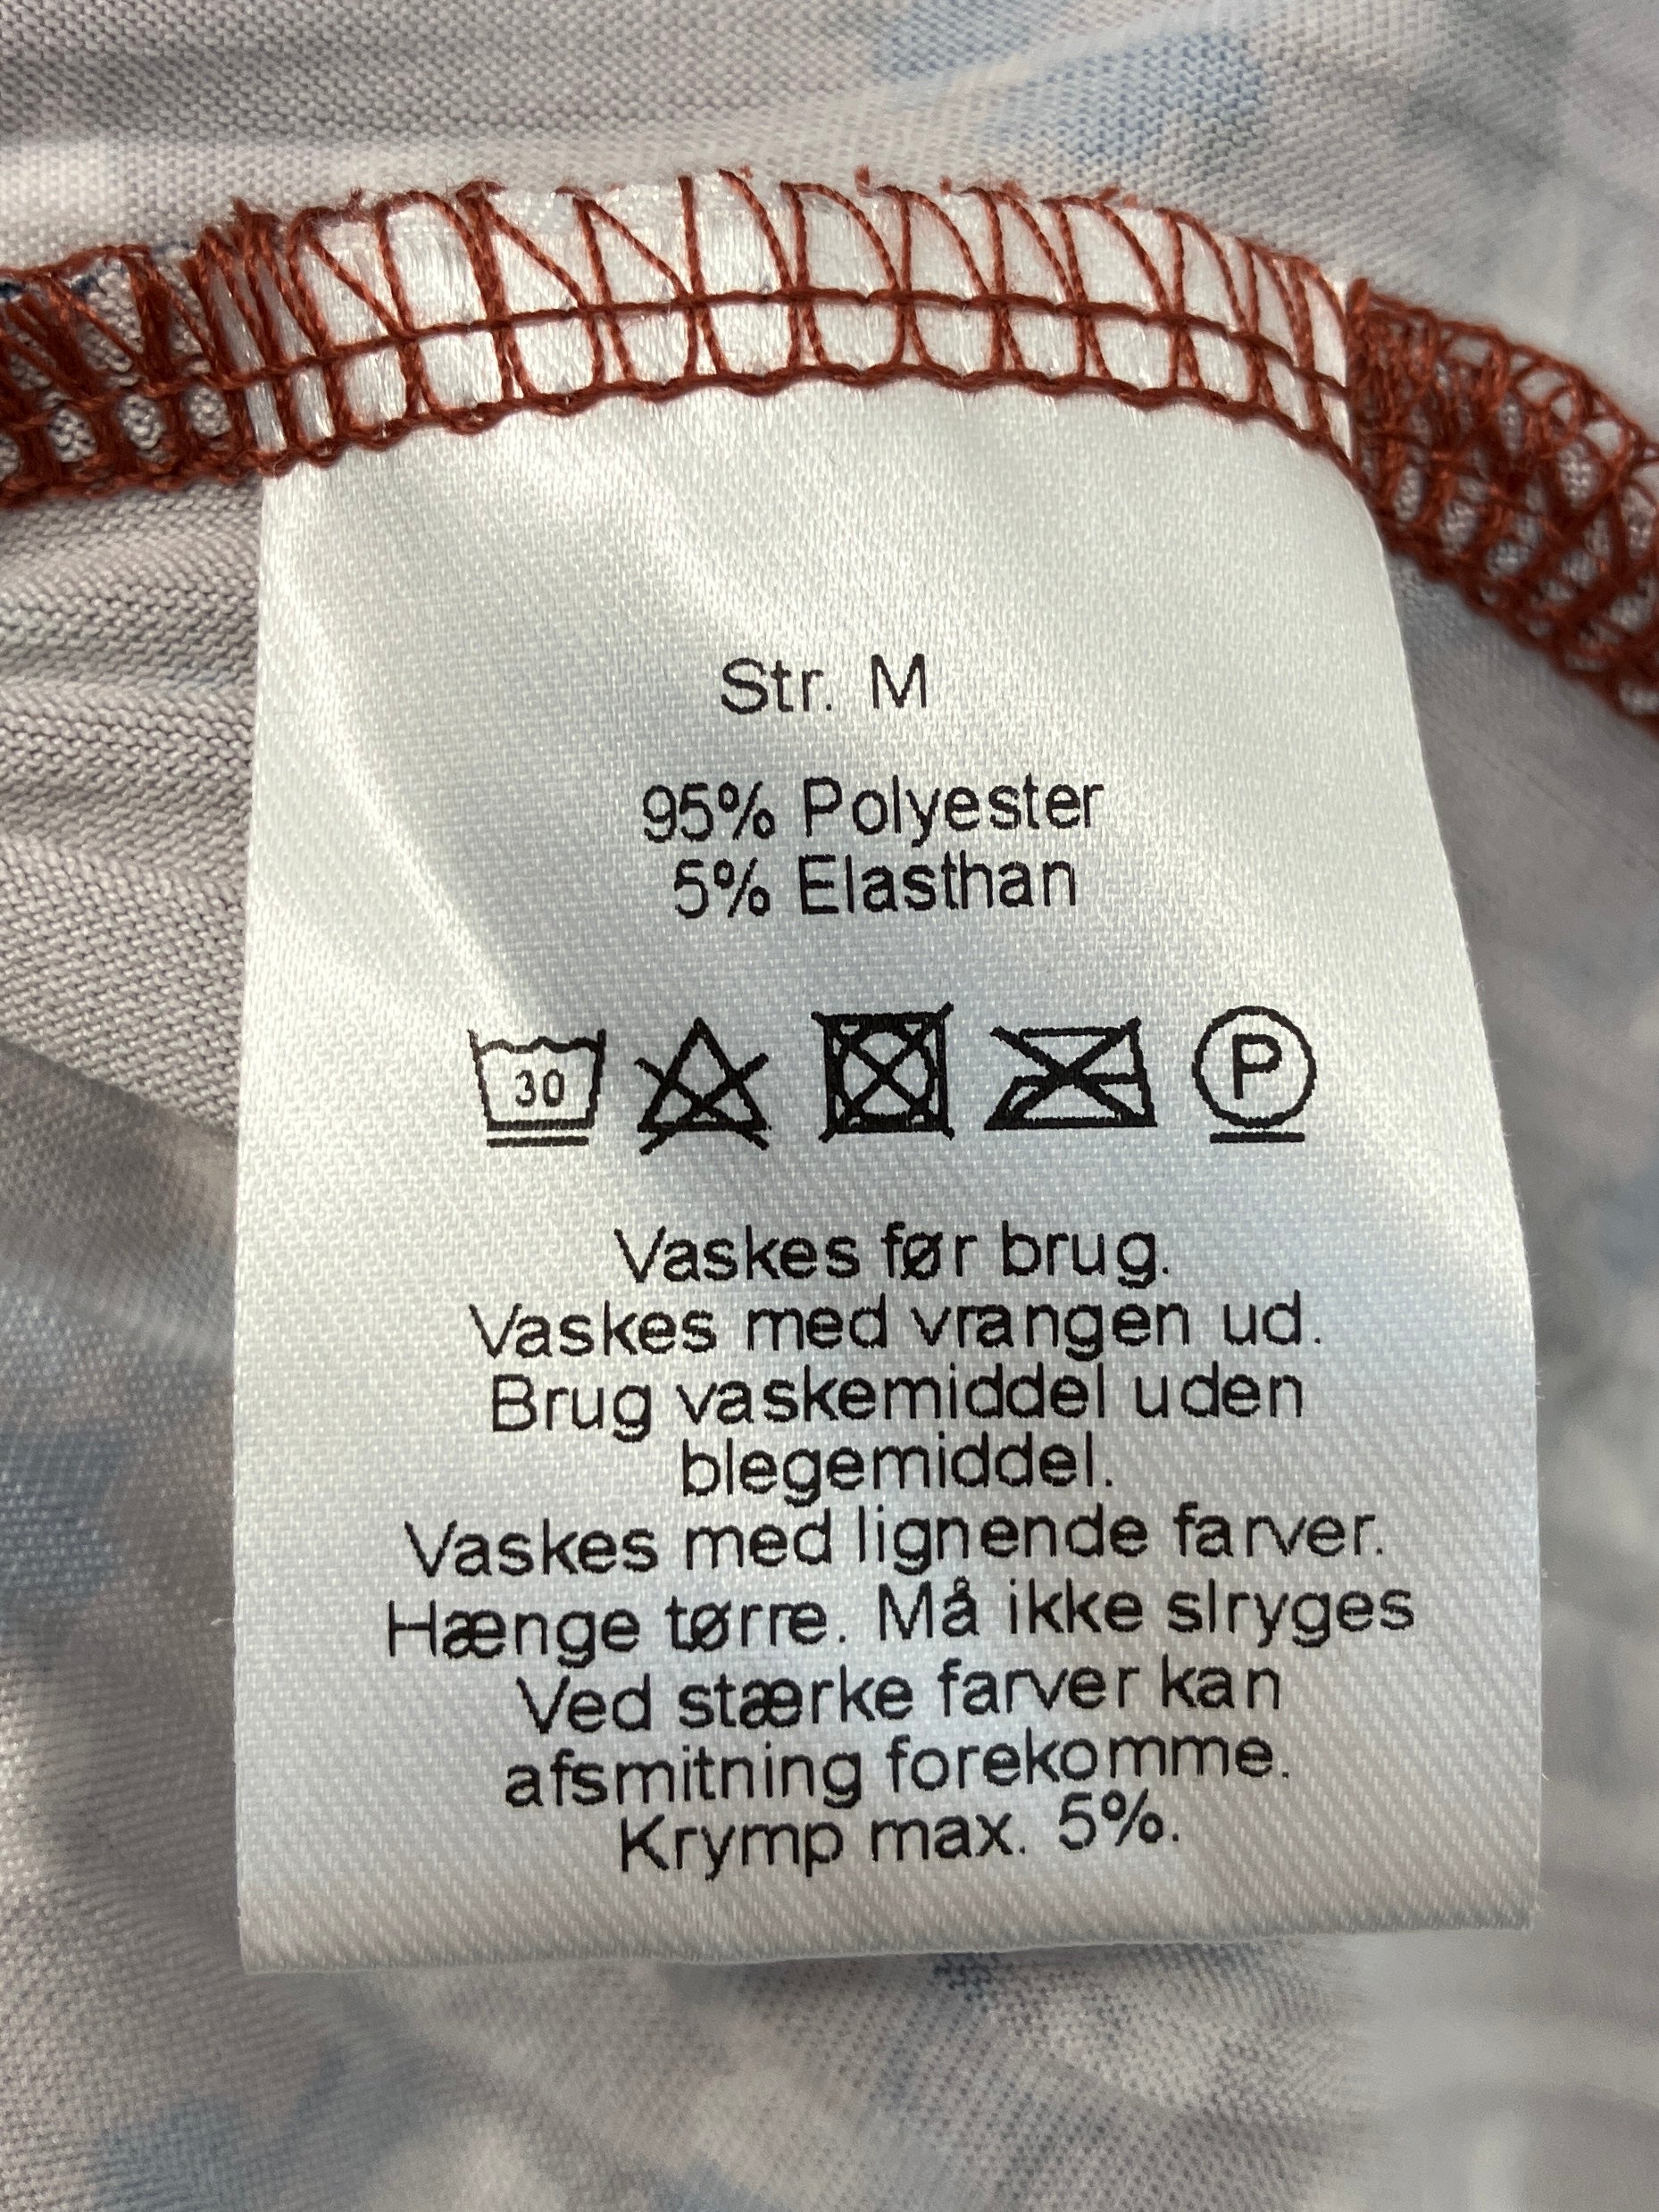 Str. M
95% Polyester
5% Elasthan
30 P
Vaskes før brug.
Vaskes med vrangen ud.
Brug vaskemiddel uden
blegemiddel.
Vaskes med lignende farver.
Hænge tørre. Må ikke slryges
Ved stærke farver kan
afsmitning forekomme.
Krymp max. 5%.